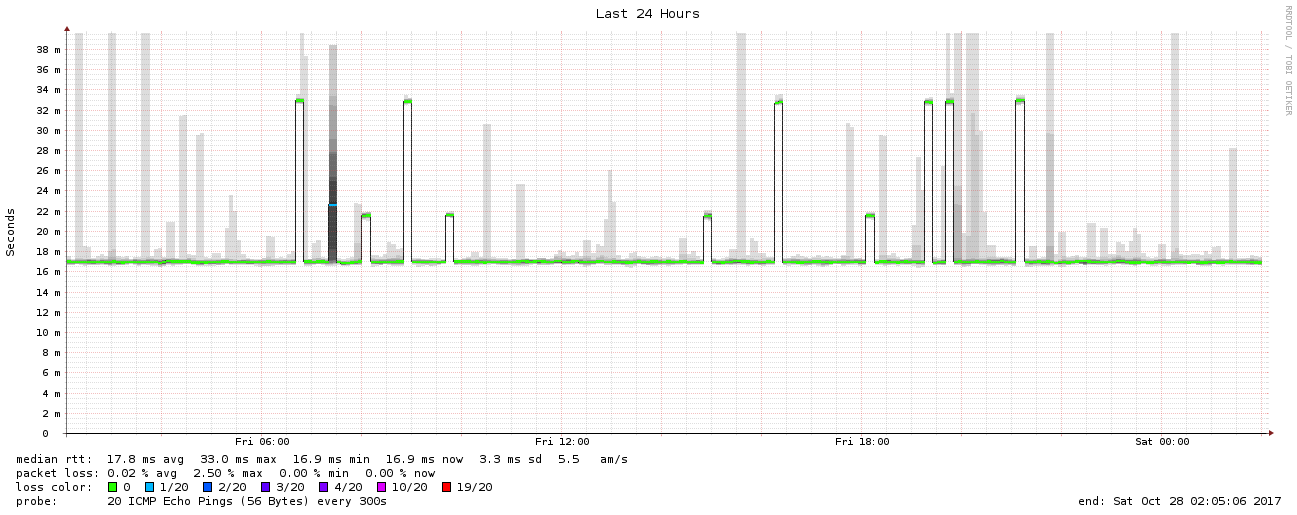 Last 24 Hours
RRDTOOL / TOBI OETIKER
Seconds
38 m
36 m
34 m
32 m
30 m
28 m
26 m
24 m
22 m
20 m
18 m
16 m
14 m
12 m
10 m
8 m
6 m
4 m
2 m
0
Fri 06:00 Fri 12:00 Fri 18:00 Sat 00:00
median rtt: 17.8 ms avg 33.0 ms max 16.9 ms min 16.9 ms now 3.3 ms sd 5.5 am/s
packet loss: 0.02 % avg 2.50 % max 0.00 % min 0.00 % now
loss color: 0 1/20 2/20 3/20 4/20 10/20 19/20
probe: 20 ICMP Echo Pings (56 Bytes) every 300s end: Sat Oct 28 02:05:06 2017